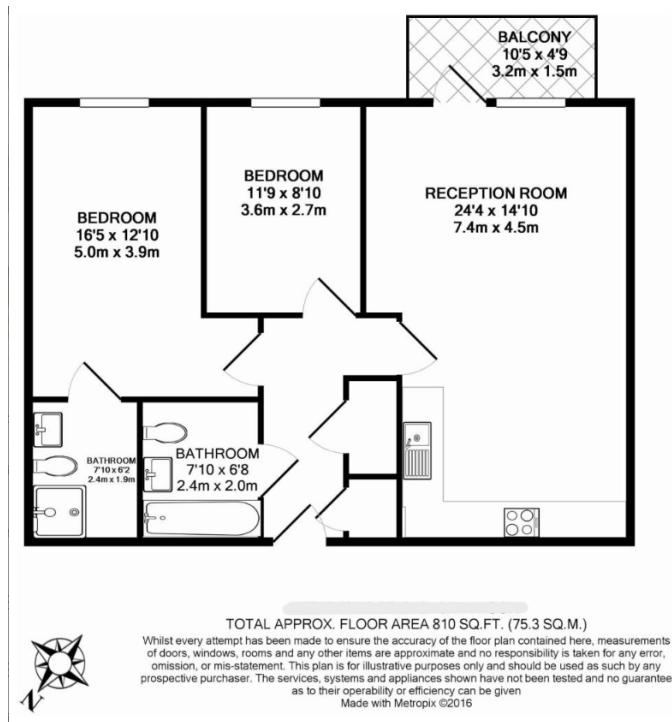 BALCONY
10'5 x 4'9
3.2m x 1.5m
BEDROOM
11'9 x 8'10
3.6m x 2.7m
RECEPTION ROOM
24'4 x 14'10
7.4m x 4.5m
BEDROOM
16'5 x 12'10
5.0m x 3.9m
BATHROOM
7'10 x 6'2
2.4m x 1.9m
BATHROOM
7'10 x 6'8
2.4m x 2.0m
TOTAL APPROX. FLOOR AREA 810 SQ.FT. (75.3 SQ.M.)
Whilst every attempt has been made to ensure the accuracy of the floor plan contained here, measurements
of doors, windows, rooms and any other items are approximate and no responsibility is taken for any error,
omission, or mis-statement. This plan is for illustrative purposes only and should be used as such by any
prospective purchaser. The services, systems and appliances shown have not been tested and no guarantee
as to their operability or efficiency can be given
Made with Metropix ©2016
N